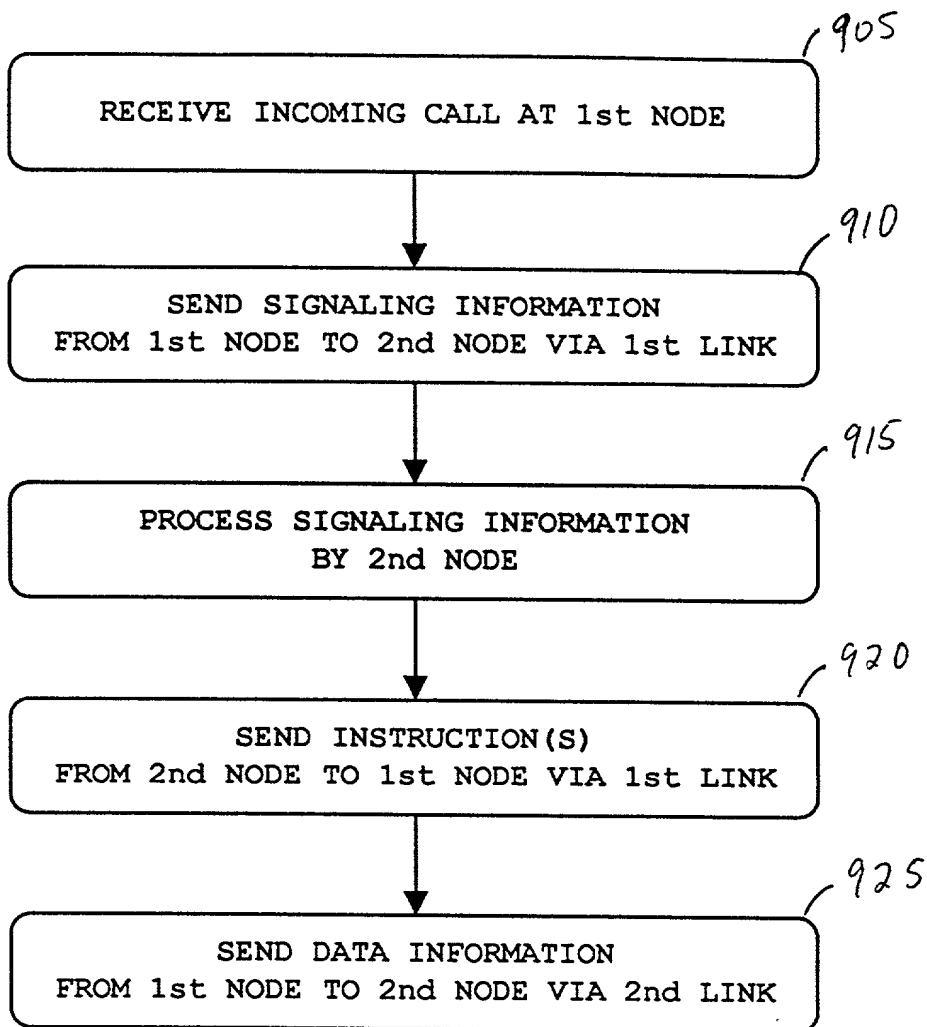 905
RECEIVE INCOMING CALL AT 1st NODE
910
SEND SIGNALING INFORMATION
FROM 1st NODE TO 2nd NODE VIA 1st LINK
915
PROCESS SIGNALING INFORMATION
BY 2nd NODE
920
SEND INSTRUCTION(S)
FROM 2nd NODE TO 1st NODE VIA 1st LINK
925
SEND DATA INFORMATION
FROM 1st NODE TO 2nd NODE VIA 2nd LINK